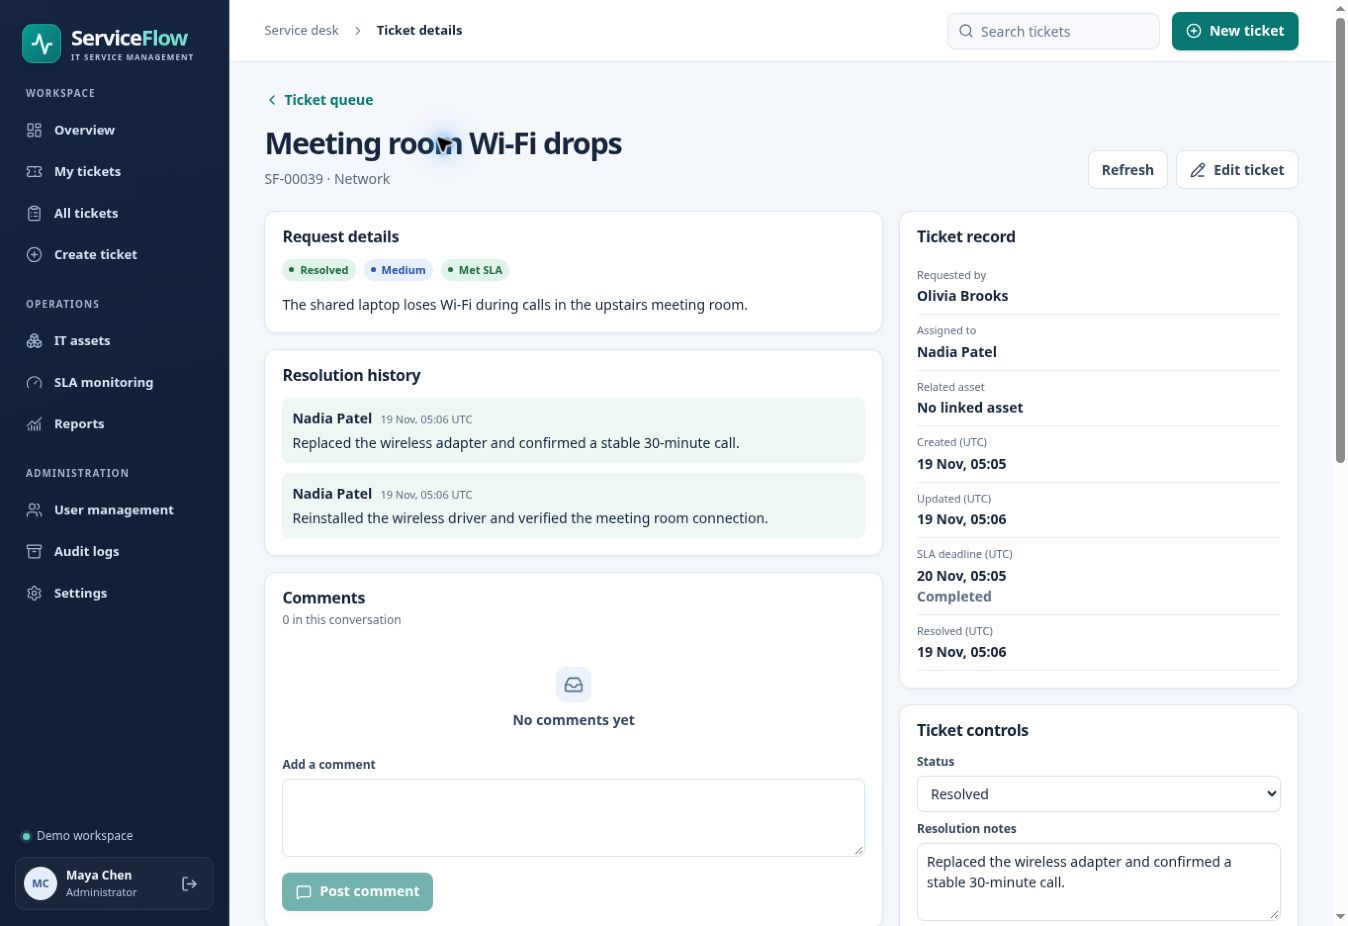 ServiceFlow
IT SERVICE MANAGEMENT
WORKSPACE
Overview
My tickets
All tickets
Create ticket
OPERATIONS
IT assets
SLA monitoring
Reports
ADMINISTRATION
User management
Audit logs
Settings
Demo workspace
MC
Maya Chen
Administrator
Service desk > Ticket details
Search tickets
New ticket
Ticket queue
Meeting room Wi-Fi drops
SF-00039 · Network
Refresh
Edit ticket
Request details
Resolved Medium Met SLA
The shared laptop loses Wi-Fi during calls in the upstairs meeting room.
Resolution history
Nadia Patel 19 Nov, 05:06 UTC
Replaced the wireless adapter and confirmed a stable 30-minute call.
Nadia Patel 19 Nov, 05:06 UTC
Reinstalled the wireless driver and verified the meeting room connection.
Comments
0 in this conversation
No comments yet
Add a comment
Post comment
Ticket record
Requested by
Olivia Brooks
Assigned to
Nadia Patel
Related asset
No linked asset
Created (UTC)
19 Nov, 05:05
Updated (UTC)
19 Nov, 05:06
SLA deadline (UTC)
20 Nov, 05:05
Completed
Resolved (UTC)
19 Nov, 05:06
Ticket controls
Status
Resolved
Resolution notes
Replaced the wireless adapter and confirmed a
stable 30-minute call.